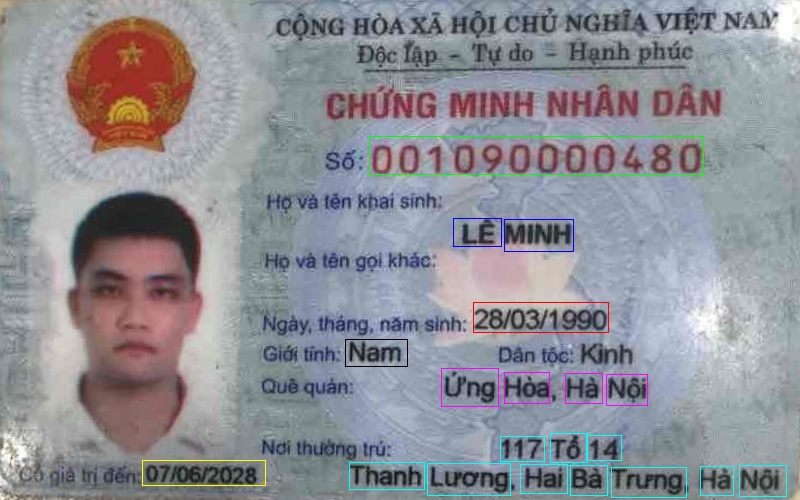 CỘNG HÒA XÃ HỘI CHỦ NGHĨA VIỆT NAM
Độc lập - Tự do - Hạnh phúc
CHỨNG MINH NHÂN DÂN
Số: 001090000480
Họ và tên khai sinh:
LÊ MINH
Họ và tên gọi khác:
Ngày, tháng, năm sinh: 28/03/1990
Giới tính: Nam Dân tộc: Kinh
Quê quán: Ứng Hòa, Hà Nội
Nơi thường trú: 117 Tổ 14
Thanh Lương, Hai Bà Trưng, Hà Nội
Có giá trị đến: 07/06/2028